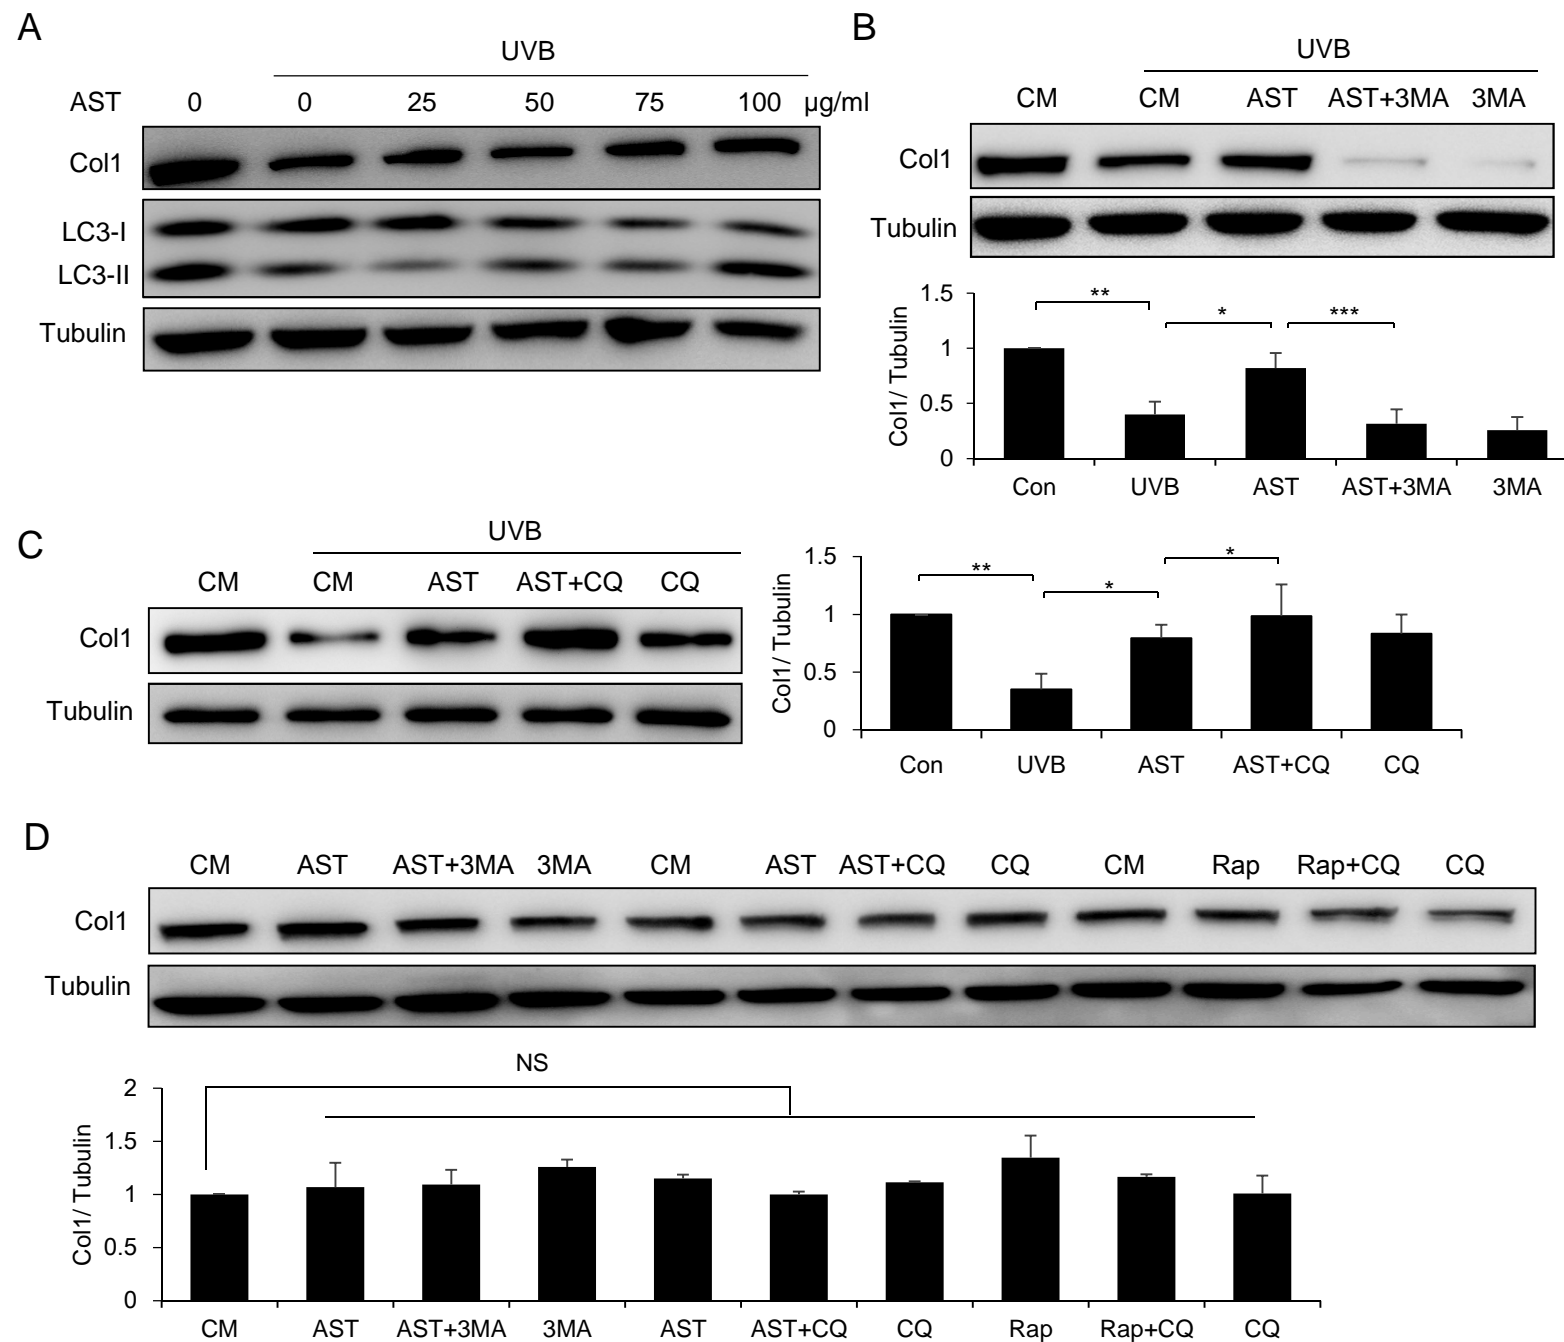 A
UVB
AST 0 0 25 50 75 100 µg/ml
Col1
LC3-I
LC3-II
Tubulin
B
UVB
CM CM AST AST+3MA 3MA
Col1
Tubulin
1.5
1
0.5
0
Col1/ Tubulin
** * ***
Con UVB AST AST+3MA 3MA
C
UVB
CM CM AST AST+CQ CQ
Col1
Tubulin
1.5
1
0.5
0
Col1/ Tubulin
** * *
Con UVB AST AST+CQ CQ
D
CM AST AST+3MA 3MA CM AST AST+CQ CQ CM Rap Rap+CQ CQ
Col1
Tubulin
NS
2
1.5
1
0.5
0
Col1/ Tubulin
CM AST AST+3MA 3MA AST AST+CQ CQ Rap Rap+CQ CQ